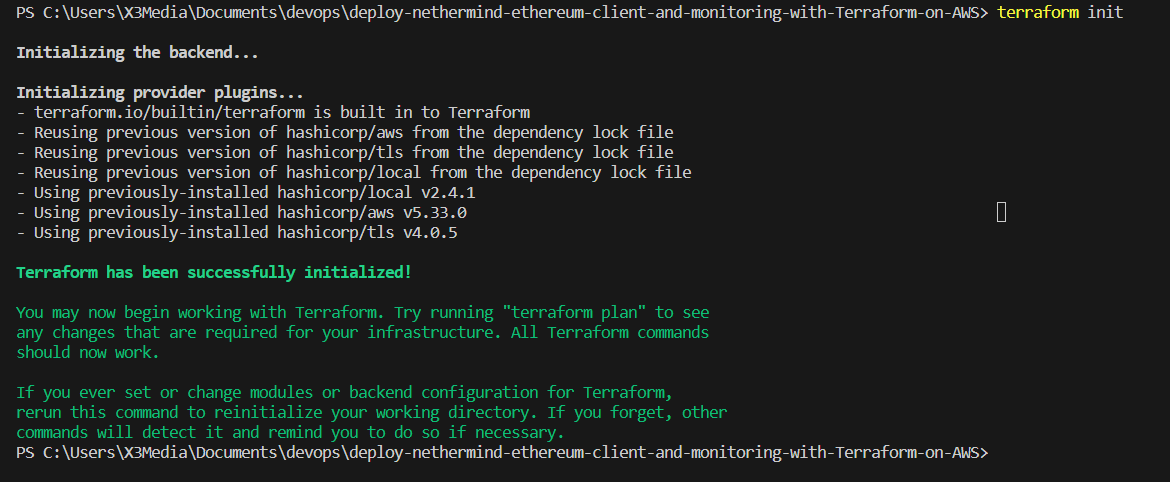 PS C:\Users\X3Media\Documents\devops\deploy-nethermind-ethereum-client-and-monitoring-with-Terraform-on-AWS> terraform init
Initializing the backend...
Initializing provider plugins...
- terraform.io/builtin/terraform is built in to Terraform
- Reusing previous version of hashicorp/aws from the dependency lock file
- Reusing previous version of hashicorp/tls from the dependency lock file
- Reusing previous version of hashicorp/local from the dependency lock file
- Using previously-installed hashicorp/local v2.4.1
- Using previously-installed hashicorp/aws v5.33.0
- Using previously-installed hashicorp/tls v4.0.5
Terraform has been successfully initialized!
You may now begin working with Terraform. Try running "terraform plan" to see
any changes that are required for your infrastructure. All Terraform commands
should now work.
If you ever set or change modules or backend configuration for Terraform,
rerun this command to reinitialize your working directory. If you forget, other
commands will detect it and remind you to do so if necessary.
PS C:\Users\X3Media\Documents\devops\deploy-nethermind-ethereum-client-and-monitoring-with-Terraform-on-AWS>